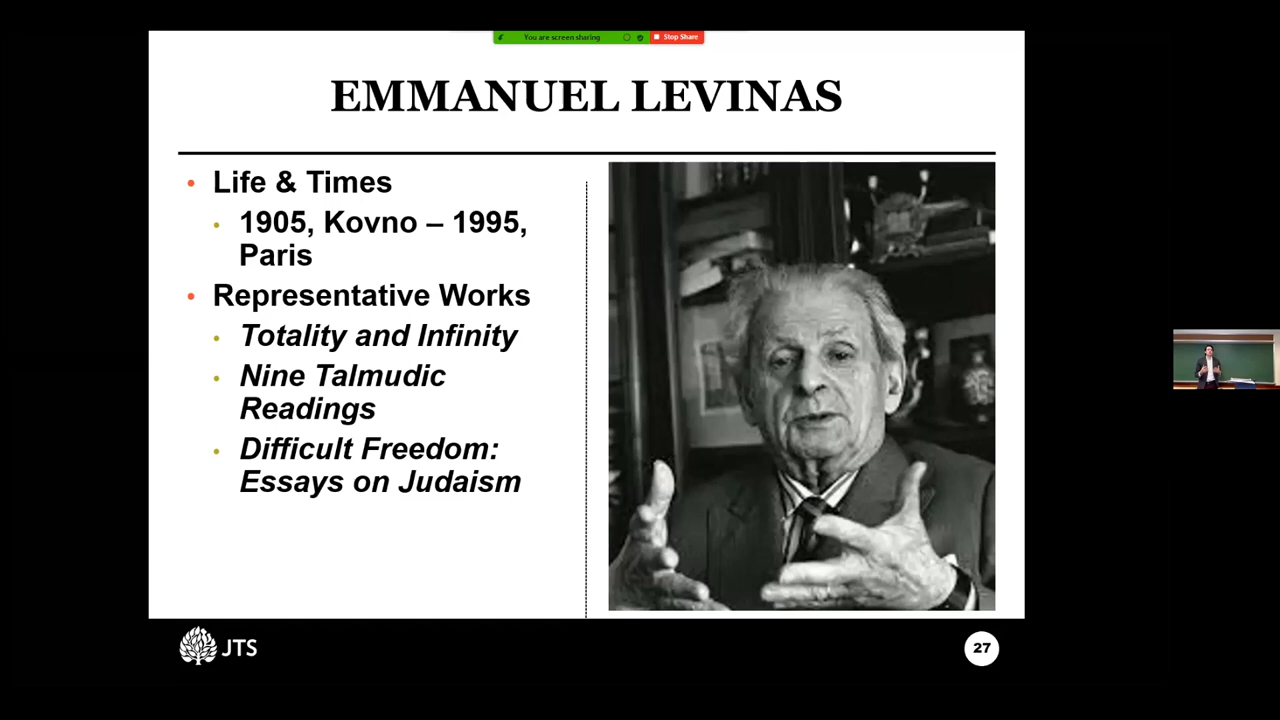 You are screen sharing
Stop Share
EMMANUEL LEVINAS
• Life & Times
• 1905, Kovno – 1995,
Paris
• Representative Works
• Totality and Infinity
• Nine Talmudic
Readings
• Difficult Freedom:
Essays on Judaism
JTS
27